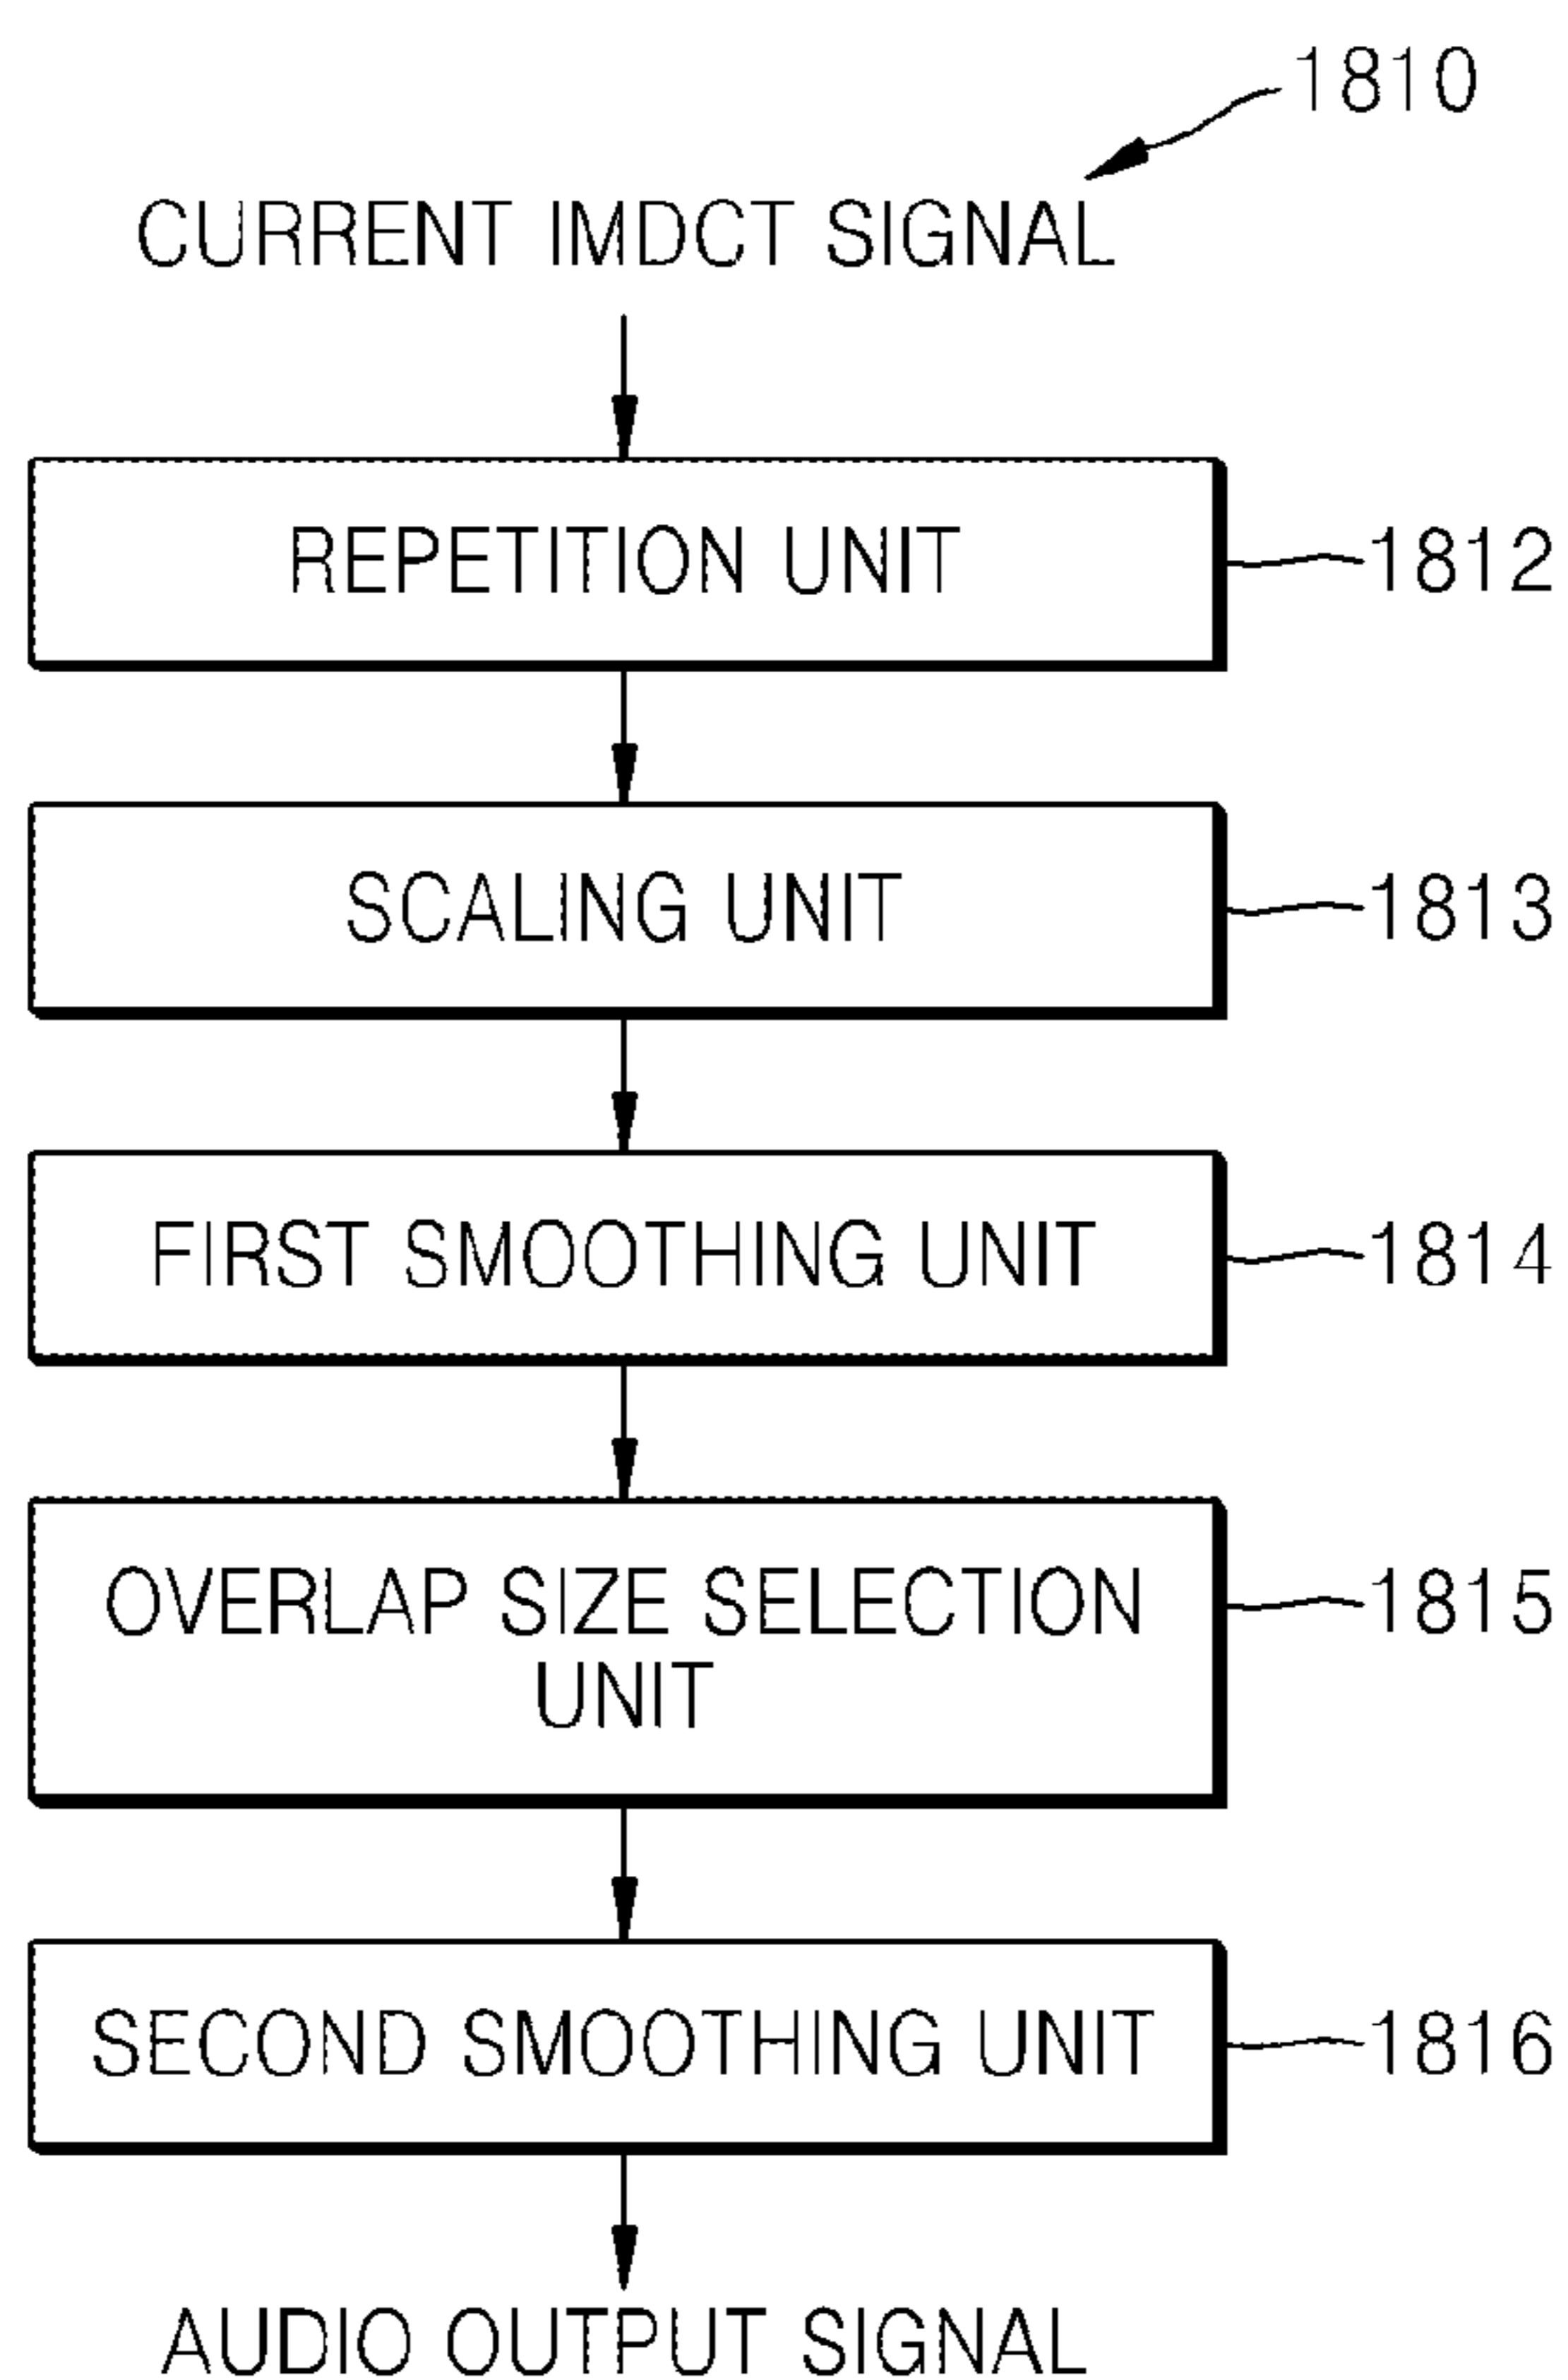 1810
CURRENT IMDCT SIGNAL
REPETITION UNIT
1812
SCALING UNIT
1813
FIRST SMOOTHING UNIT
1814
OVERLAP SIZE SELECTION
UNIT
1815
SECOND SMOOTHING UNIT
1816
AUDIO OUTPUT SIGNAL